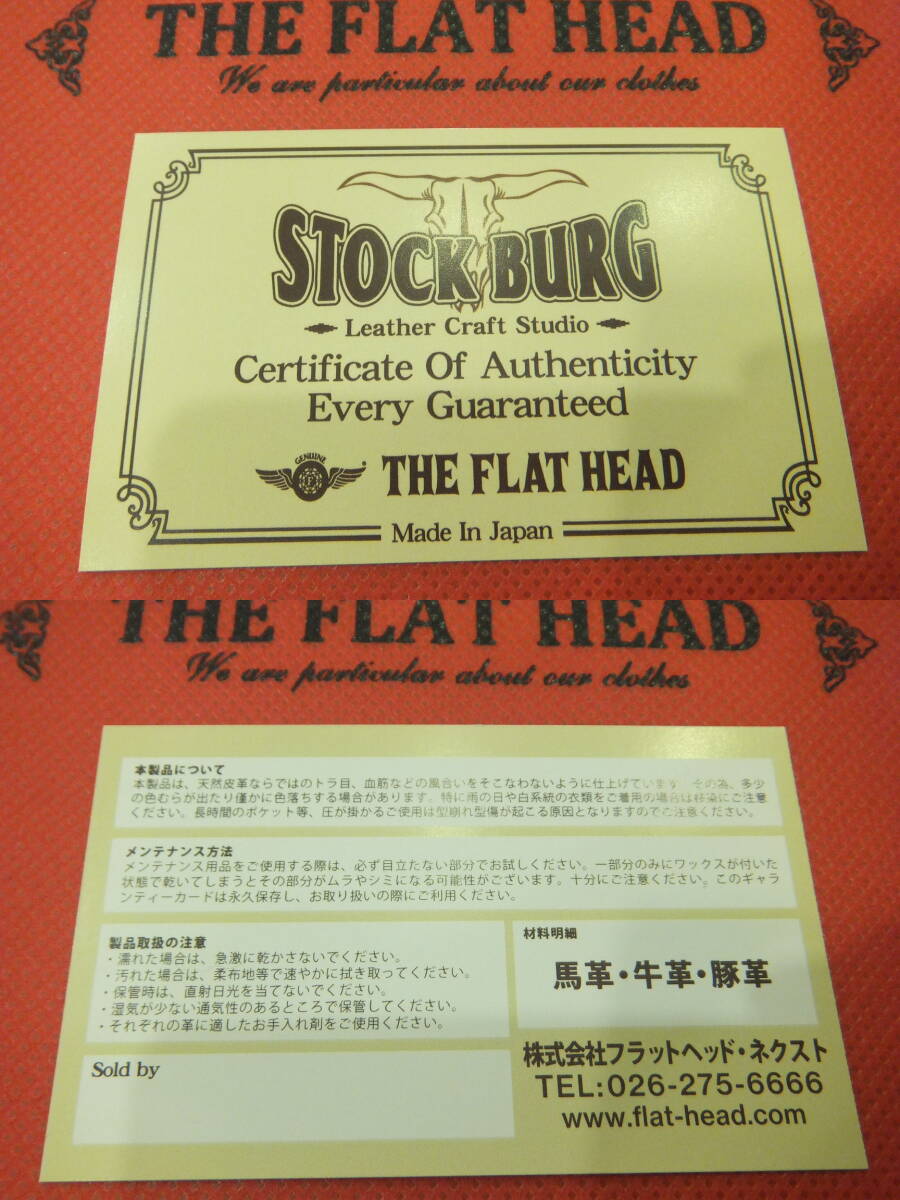 THE FLAT HEAD
We are particular about our clothes
STOCK BURG
Leather Craft Studio
Certificate Of Authenticity
Every Guaranteed
GENUINE
F
THE FLAT HEAD
Made In Japan
THE FLAT HEAD
We are particular about our clothes
本製品について
本製品は、天然皮革ならではのトラ目、血筋などの風合いをそこなわないように仕上げています。その為、多少
の色むらが出たり僅かに色落ちする場合があります。特に雨の日や白系統の衣類をご着用の場合は移染にご注意
ください。長時間のポケット等、圧が掛かるご使用は型崩れ型傷が起こる原因となりますのでご注意ください。
メンテナンス方法
メンテナンス用品をご使用する際は、必ず目立たない部分でお試しください。一部分のみにワックスが付いた
状態で乾いてしまうとその部分がムラやシミになる可能性がございます。十分にご注意ください。このギャラ
ンティーカードは永久保存し、お取り扱いの際にご利用ください。
製品取扱の注意
・濡れた場合は、急激に乾かさないでください。
・汚れた場合は、柔布地等で速やかに拭き取ってください。
・保管時は、直射日光を当てないでください。
・湿気が少ない通気性のあるところで保管してください。
・それぞれの革に適したお手入れ剤をご使用ください。
材料明細
馬革・牛革・豚革
Sold by
株式会社フラットヘッド・ネクスト
TEL:026-275-6666
www.flat-head.com